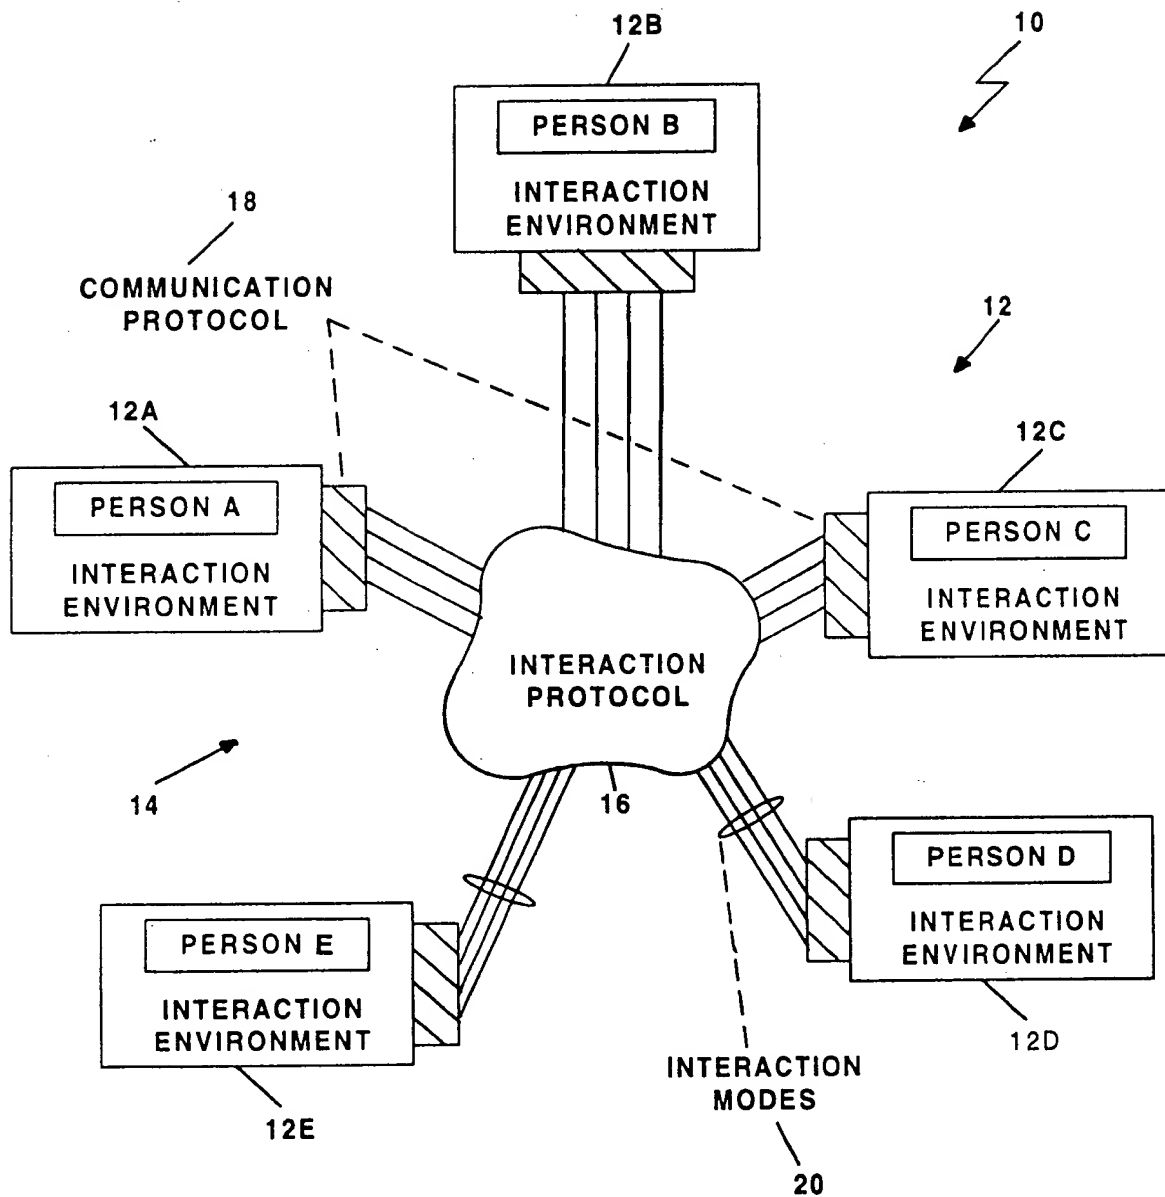 12B
10
PERSON B
INTERACTION
ENVIRONMENT
18
COMMUNICATION
PROTOCOL
12
12A
12C
PERSON A
INTERACTION
ENVIRONMENT
PERSON C
INTERACTION
ENVIRONMENT
INTERACTION
PROTOCOL
14
16
PERSON D
INTERACTION
ENVIRONMENT
PERSON E
INTERACTION
ENVIRONMENT
12D
INTERACTION
MODES
12E
20